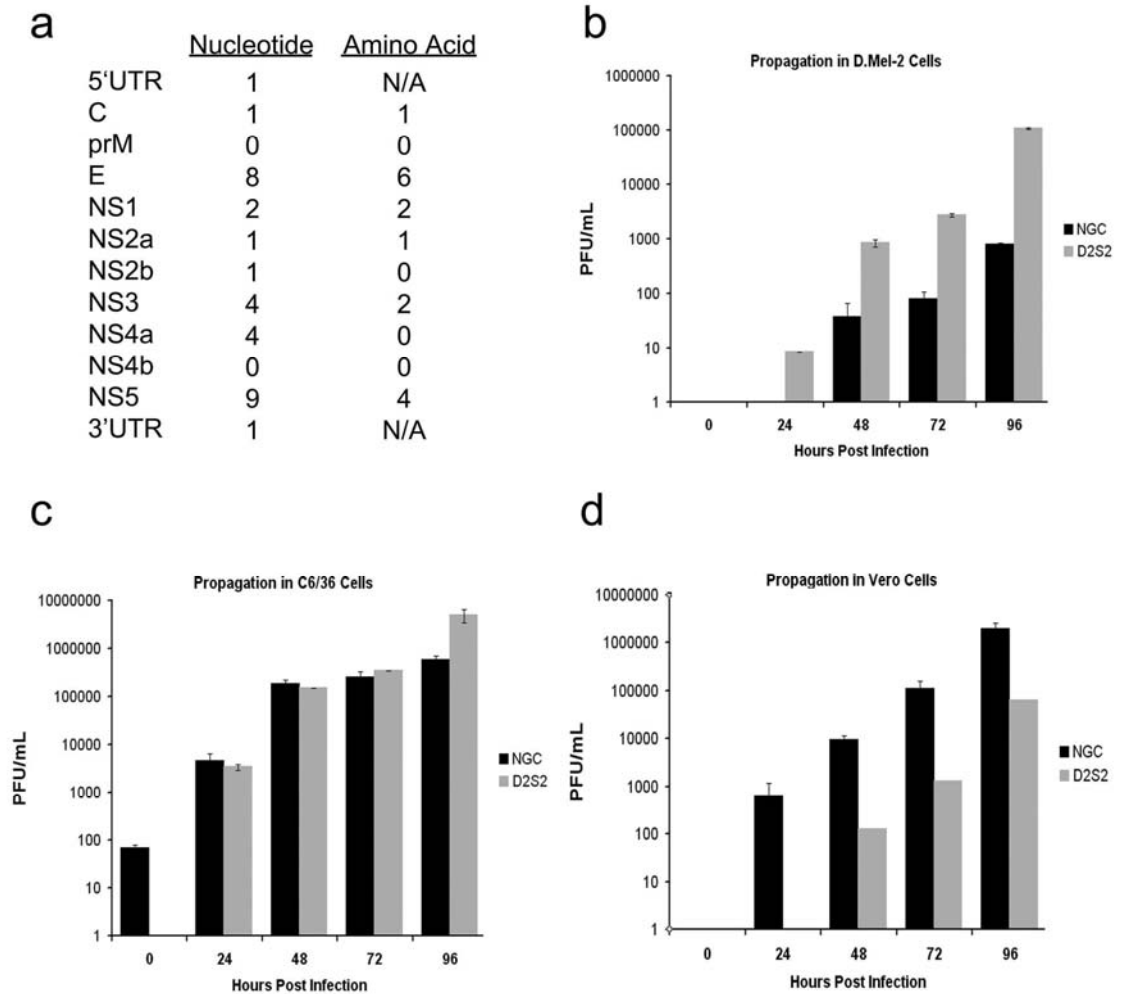 a
Nucleotide Amino Acid
5‘UTR 1 N/A
C 1 1
prM 0 0
E 8 6
NS1 2 2
NS2a 1 1
NS2b 1 0
NS3 4 2
NS4a 4 0
NS4b 0 0
NS5 9 4
3’UTR 1 N/A
b
Propagation in D.Mel-2 Cells
1000000
100000
10000
1000
100
10
1
PFU/mL
0 24 48 72 96
Hours Post Infection
NGC
D2S2
c
Propagation in C6/36 Cells
10000000
1000000
100000
10000
1000
100
10
1
PFU/mL
0 24 48 72 96
Hours Post Infection
NGC
D2S2
d
Propagation in Vero Cells
10000000
1000000
100000
10000
1000
100
10
1
PFU/mL
0 24 48 72 96
Hours Post Infection
NGC
D2S2